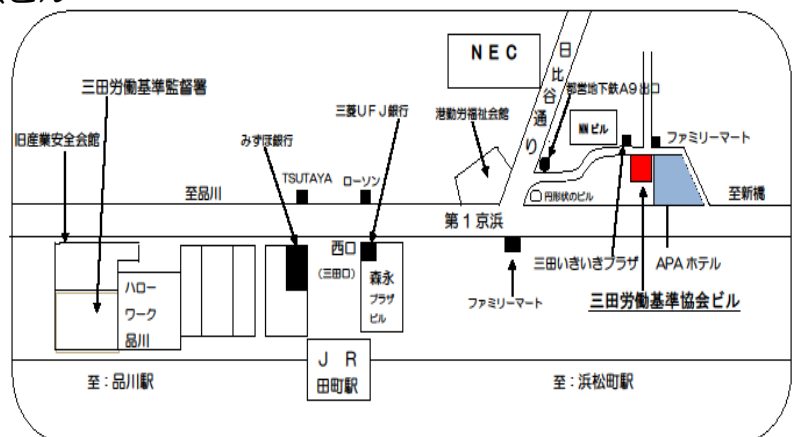 ＮＥＣ
日比谷通り
三田労働基準監督署
都営地下鉄A９出口
三菱ＵＦＪ銀行
港勤労福祉会館
NNビル
ファミリーマート
旧産業安全会館
みずほ銀行
TSUTAYA
ローソン
至品川
円形状のビル
至新橋
第１京浜
西口
（三田口）
三田いきいきプラザ
APAホテル
森永
プラザ
ビル
ファミリーマート
三田労働基準協会ビル
ハロー
ワーク
品川
ＪＲ
田町駅
至：品川駅
至：浜松町駅